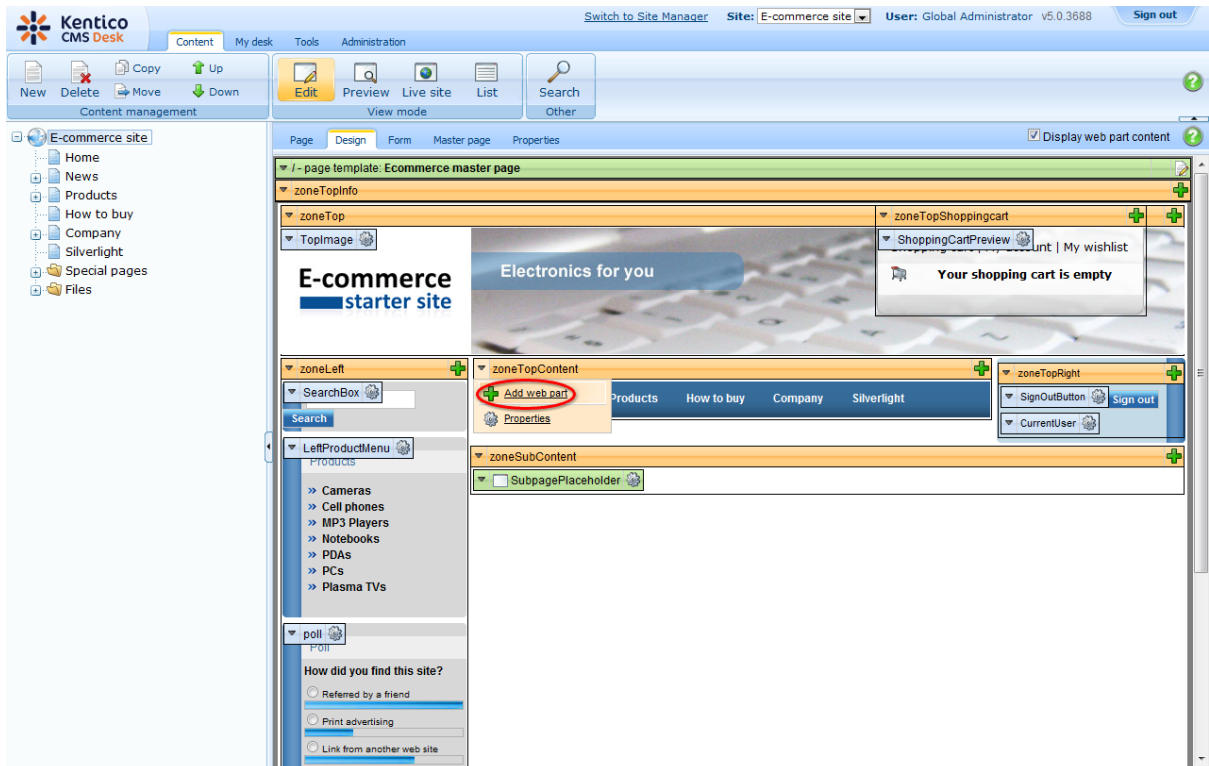 Kentico
CMS Desk
Switch to Site Manager Site: E-commerce site User: Global Administrator v5.0.3688 Sign out
Content My desk Tools Administration
New Delete Copy Move Up Down
Content management
Edit Preview Live site List
View mode
Search
Other
E-commerce site
Home
News
Products
How to buy
Company
Silverlight
Special pages
Files
Page Design Form Master page Properties
Display web part content
/ - page template: Ecommerce master page
zoneTopInfo
zoneTop
zoneTopShoppingcart
TopImage
ShoppingCartPreview
unt | My wishlist
E-commerce
starter site
Electronics for you
Your shopping cart is empty
zoneLeft
zoneTopContent
zoneTopRight
SearchBox
Search
Add web part
Properties
Products How to buy Company Silverlight
SignOutButton Sign out
CurrentUser
LeftProductMenu
Products
» Cameras
» Cell phones
» MP3 Players
» Notebooks
» PDAs
» PCs
» Plasma TVs
zoneSubContent
SubpagePlaceholder
poll
Poll
How did you find this site?
Referred by a friend
Print advertising
Link from another web site